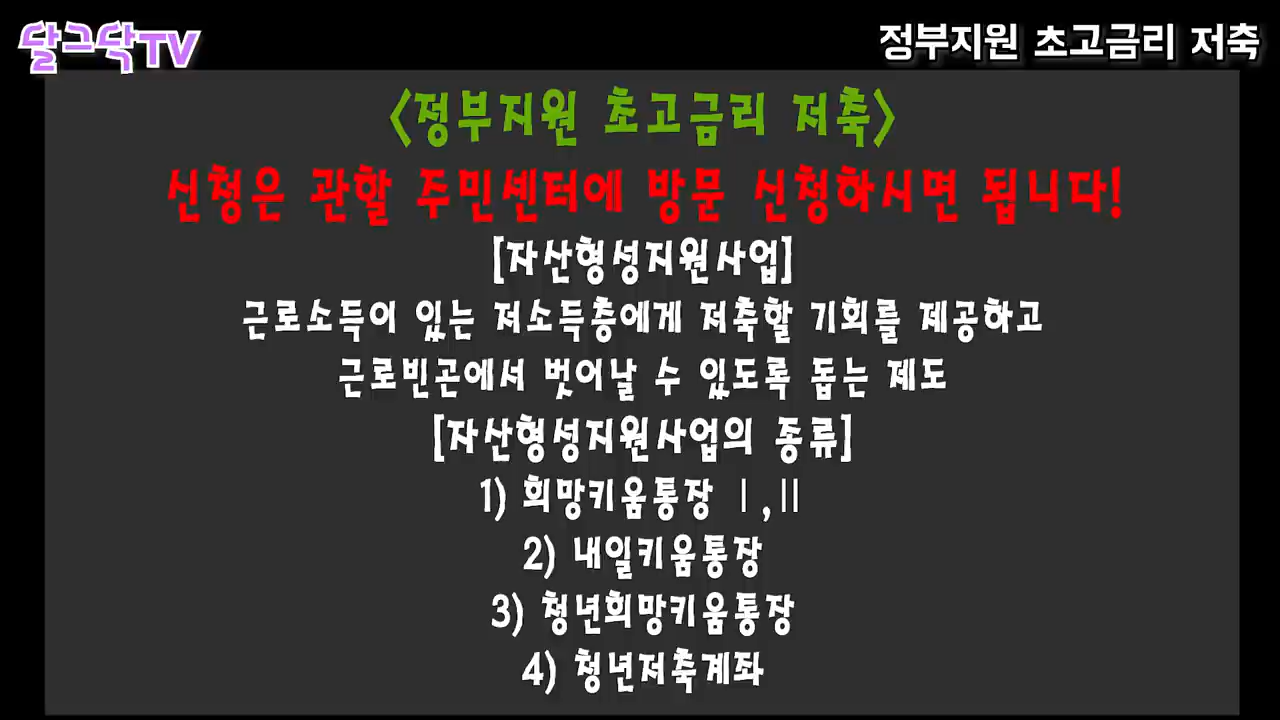 달그닥TV
정부지원 초고금리 저축
<정부지원 초고금리 저축>
신청은 관할 주민센터에 방문 신청하시면 됩니다!
[자산형성지원사업]
근로소득이 있는 저소득층에게 저축할 기회를 제공하고
근로빈곤에서 벗어날 수 있도록 돕는 제도
[자산형성지원사업의 종류]
1) 희망키움통장 Ⅰ,Ⅱ
2) 내일키움통장
3) 청년희망키움통장
4) 청년저축계좌